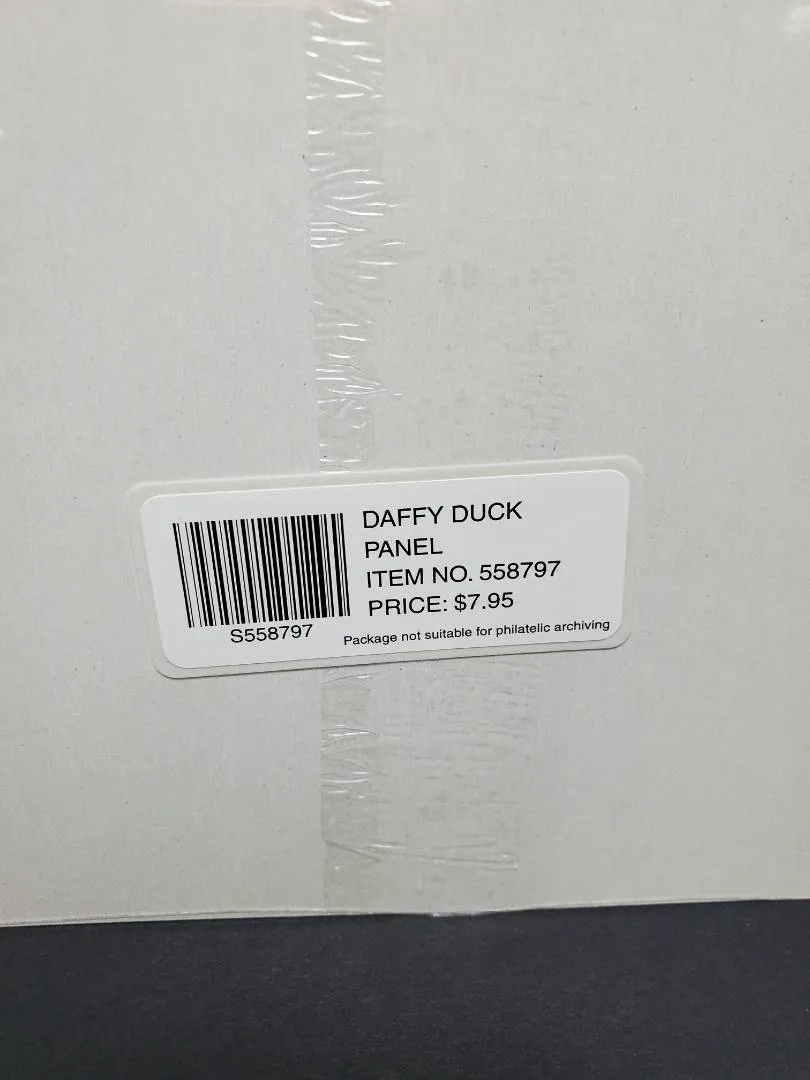 DAFFY DUCK
PANEL
ITEM NO. 558797
PRICE: $7.95
S558797
Package not suitable for philatelic archiving